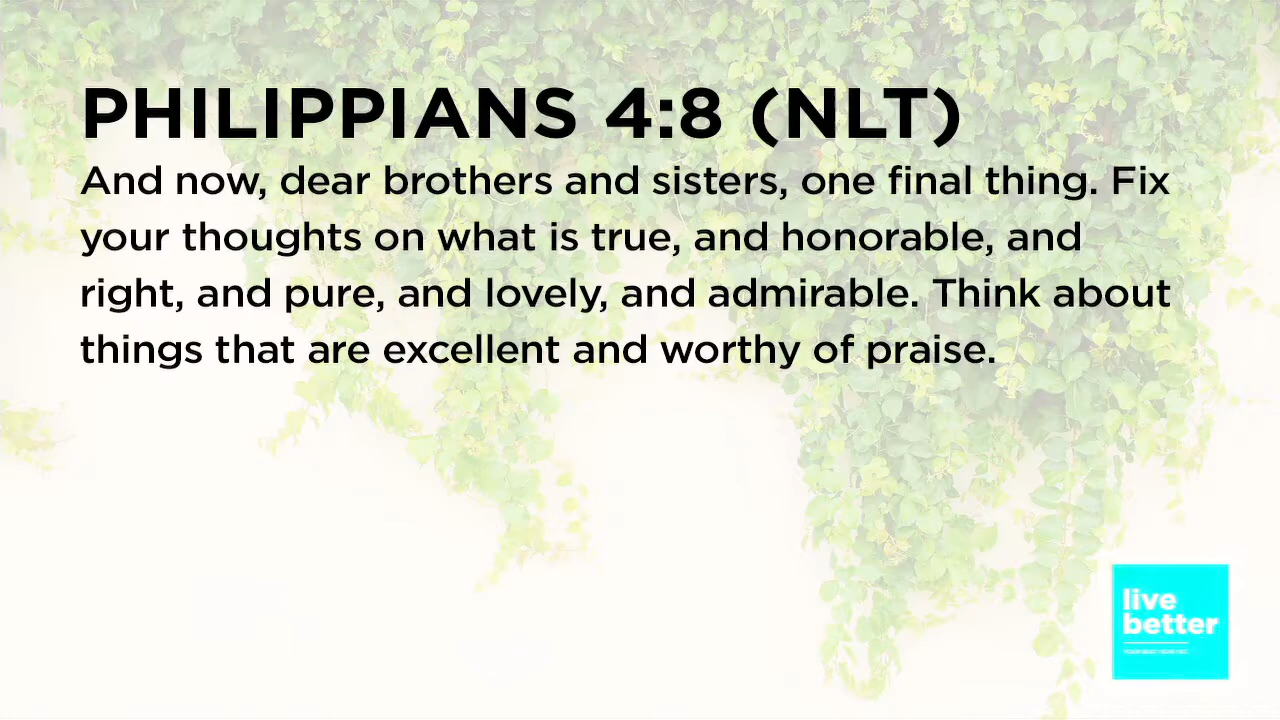 PHILIPPIANS 4:8 (NLT)
And now, dear brothers and sisters, one final thing. Fix
your thoughts on what is true, and honorable, and
right, and pure, and lovely, and admirable. Think about
things that are excellent and worthy of praise.
live
better